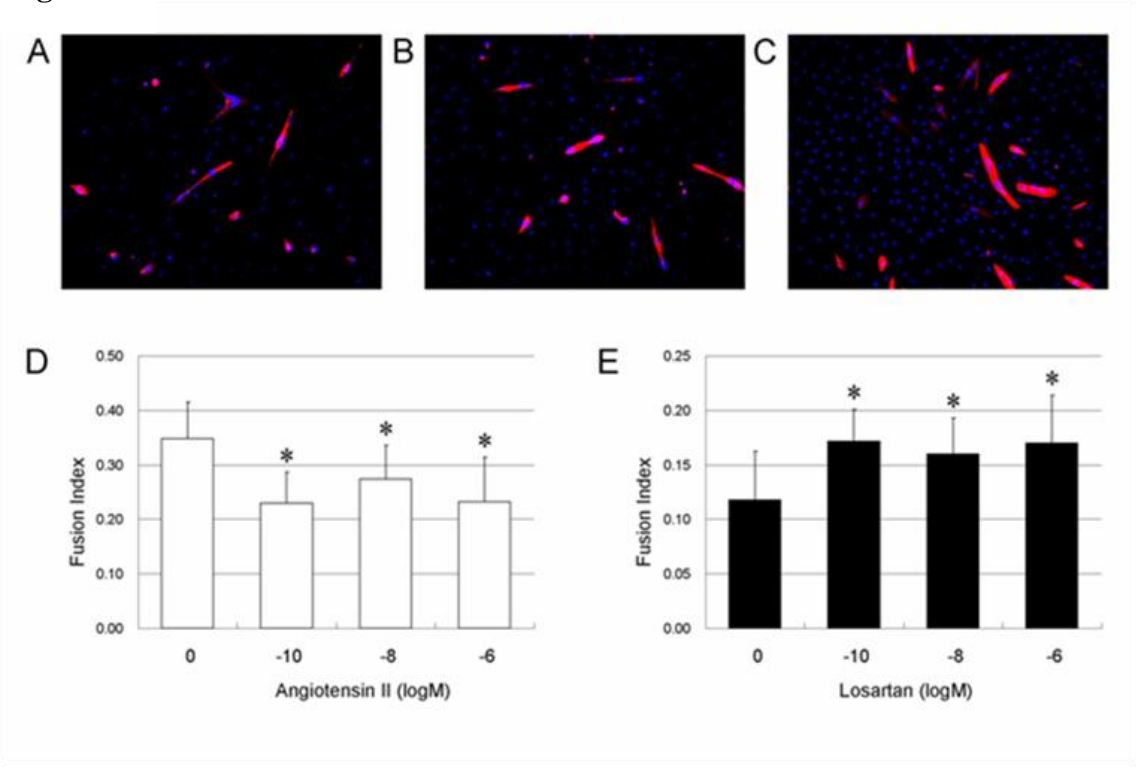 A B C
D
0.50
0.40
0.30
0.20
0.10
0.00
Fusion Index
* * *
0 -10 -8 -6
Angiotensin II (logM)
E
0.25
0.20
0.15
0.10
0.05
0.00
Fusion Index
* * *
0 -10 -8 -6
Losartan (logM)